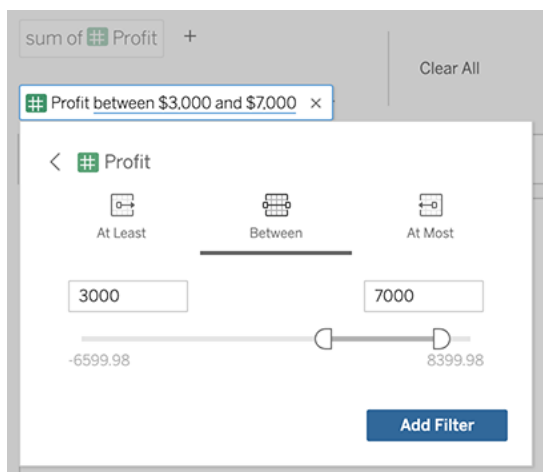 sum of # Profit +
Clear All
# Profit between $3,000 and $7,000 ×
< # Profit
At Least Between At Most
3000 7000
-6599.98 8399.98
Add Filter